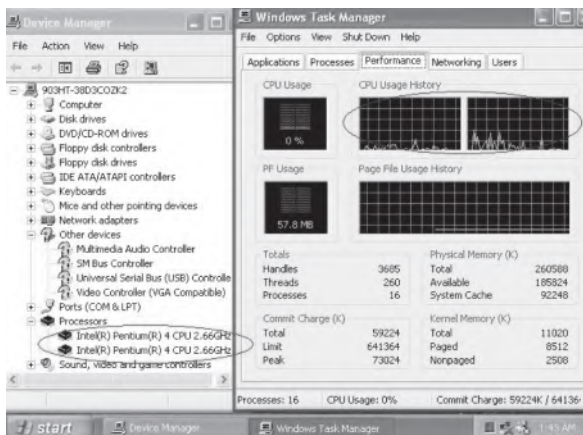 Device Manager
File Action View Help
903HT-38D3COZK2
Computer
Disk drives
DVD/CD-ROM drives
Floppy disk controllers
Floppy disk drives
IDE ATA/ATAPI controllers
Keyboards
Mice and other pointing devices
Network adapters
Other devices
Multimedia Audio Controller
SM Bus Controller
Universal Serial Bus (USB) Controlle
Video Controller (VGA Compatible)
Ports (COM & LPT)
Processors
Intel(R) Pentium(R) 4 CPU 2.66GHz
Intel(R) Pentium(R) 4 CPU 2.66GHz
Sound, video and game controllers
Windows Task Manager
File Options View Shut Down Help
Applications Processes Performance Networking Users
CPU Usage CPU Usage History
0 %
PF Usage Page File Usage History
57.8 MB
Totals
Handles 3685
Threads 260
Processes 16
Physical Memory (K)
Total 260588
Available 185824
System Cache 92248
Commit Charge (K)
Total 59224
Limit 641364
Peak 73024
Kernel Memory (K)
Total 11020
Paged 8512
Nonpaged 2508
Processes: 16 CPU Usage: 0% Commit Charge: 59224K / 64136
start Device Manager Windows Task Manager 1:43 AM